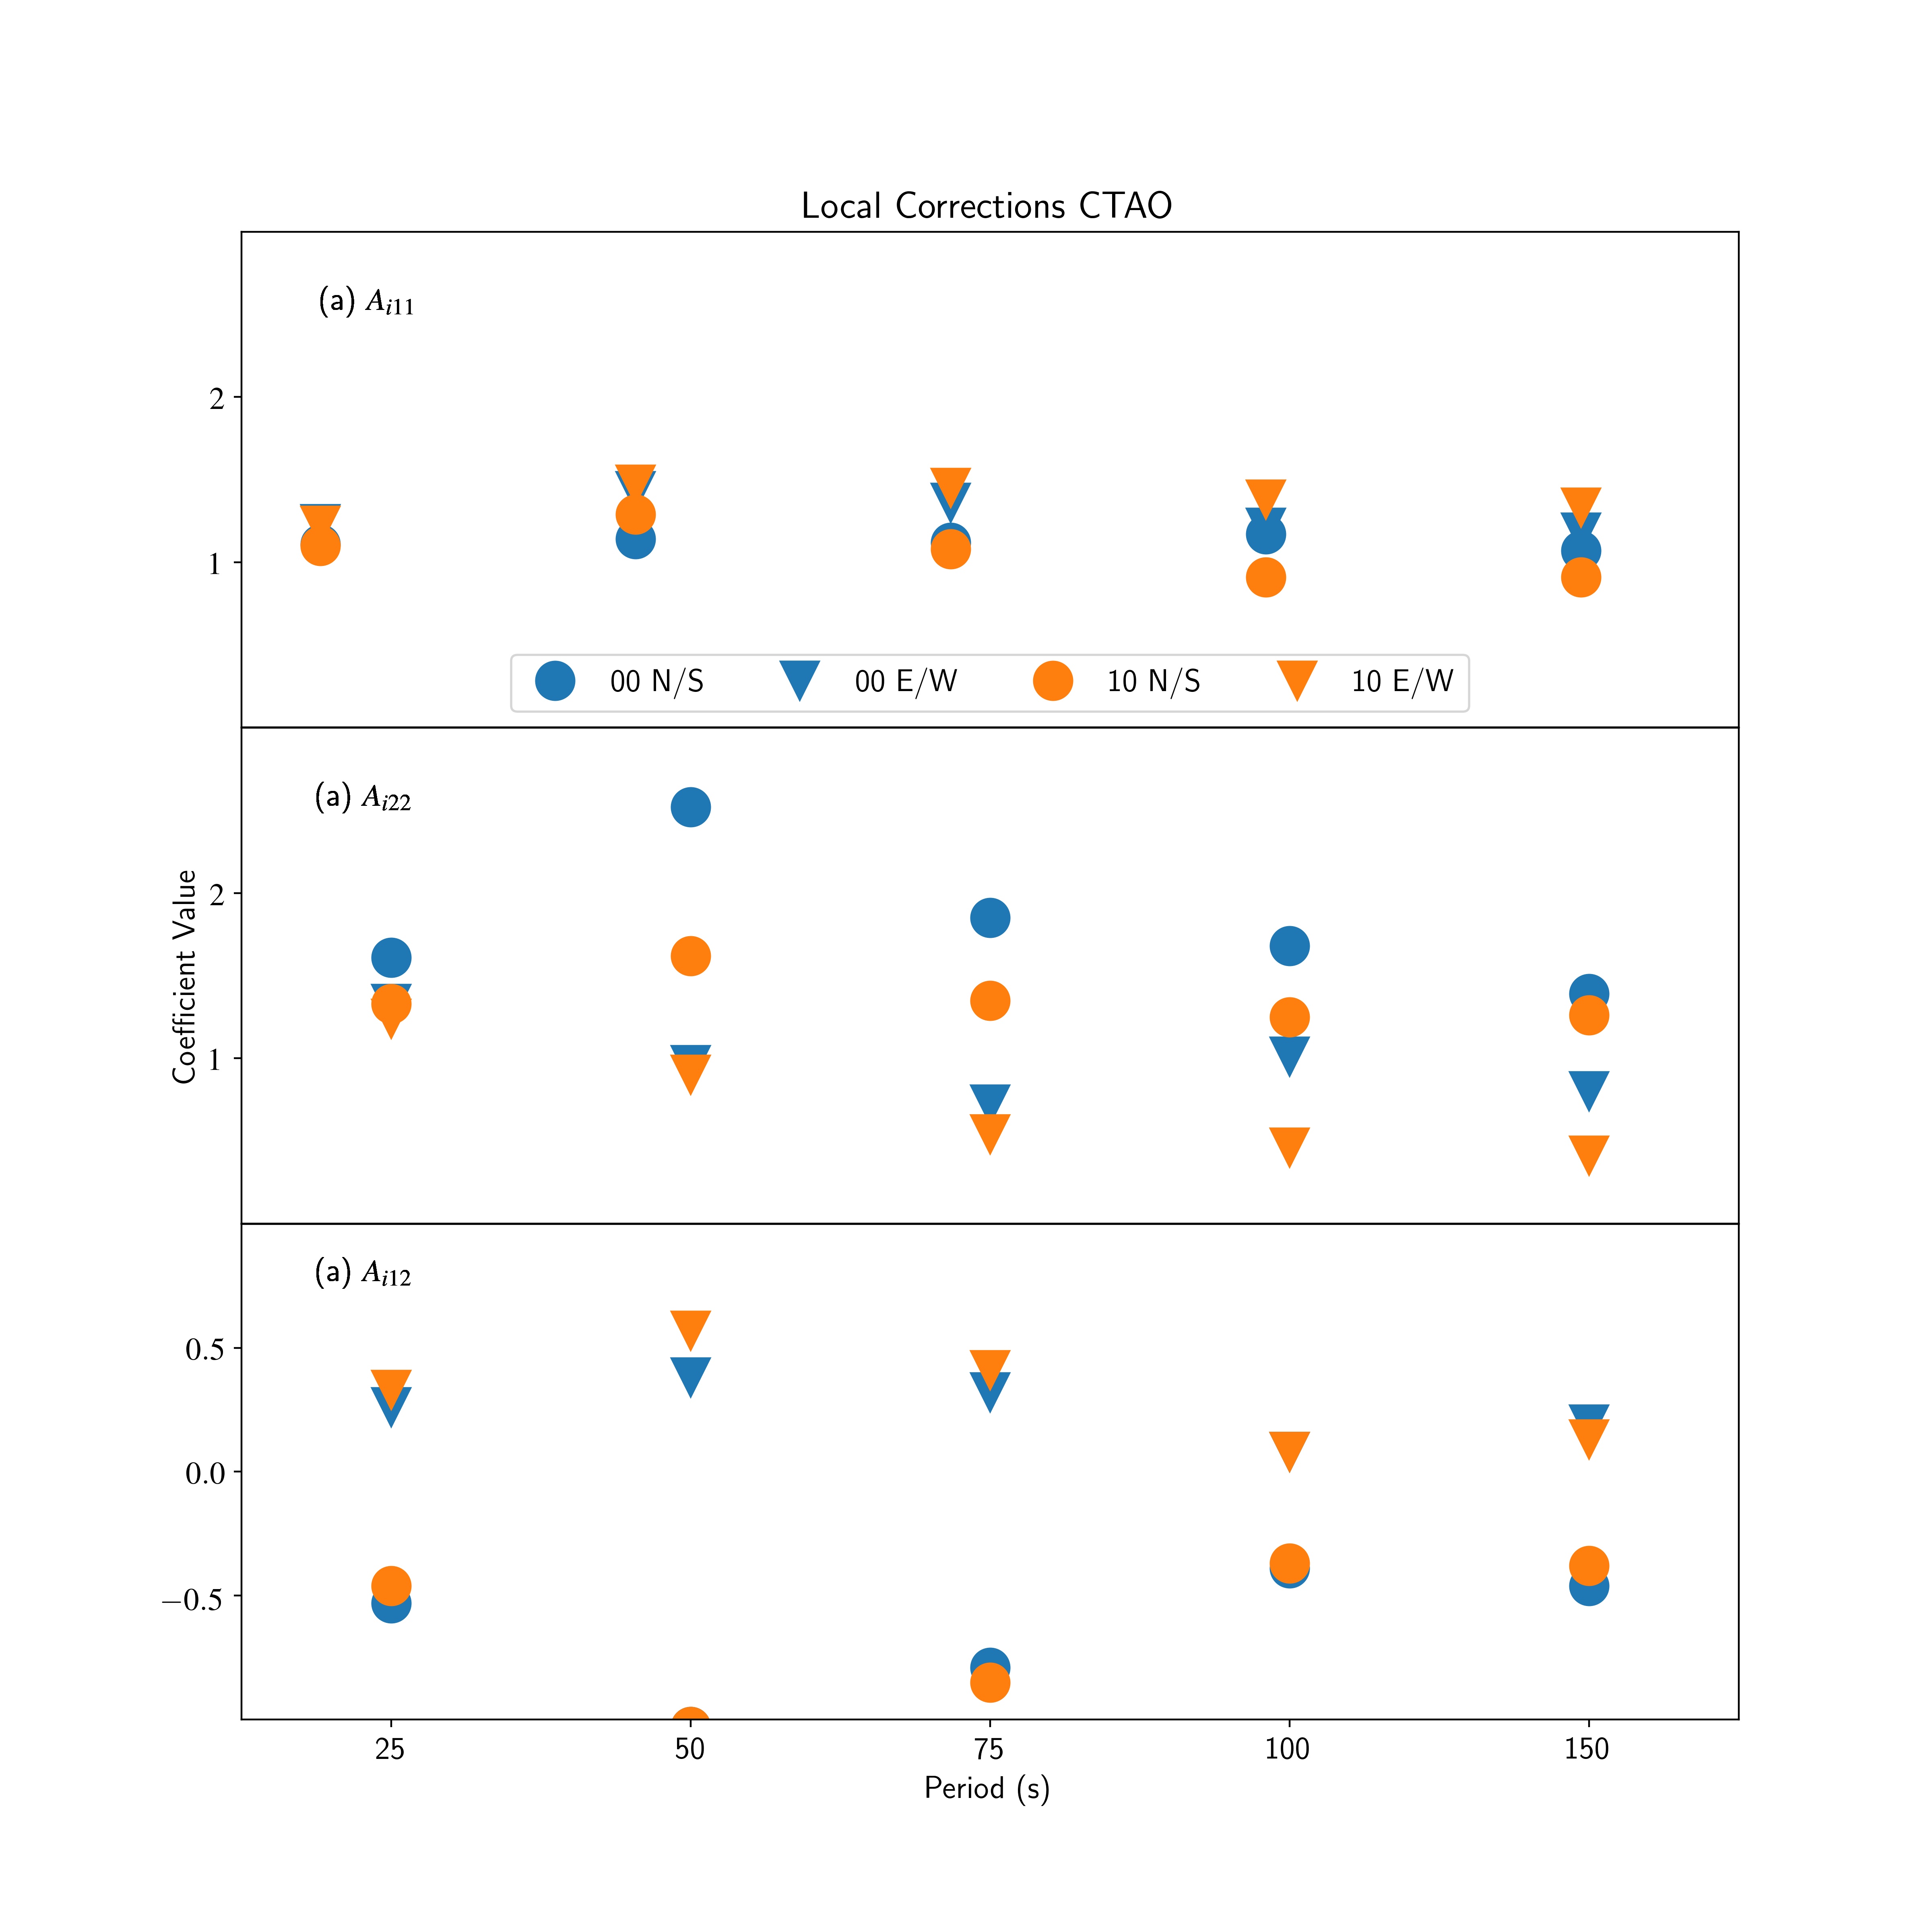 Local Corrections CTAO
(a) A_{i11}
2
1
00 N/S 00 E/W 10 N/S 10 E/W
(a) A_{i22}
2
1
Coefficient Value
(a) A_{i12}
0.5
0.0
−0.5
25 50 75 100 150
Period (s)